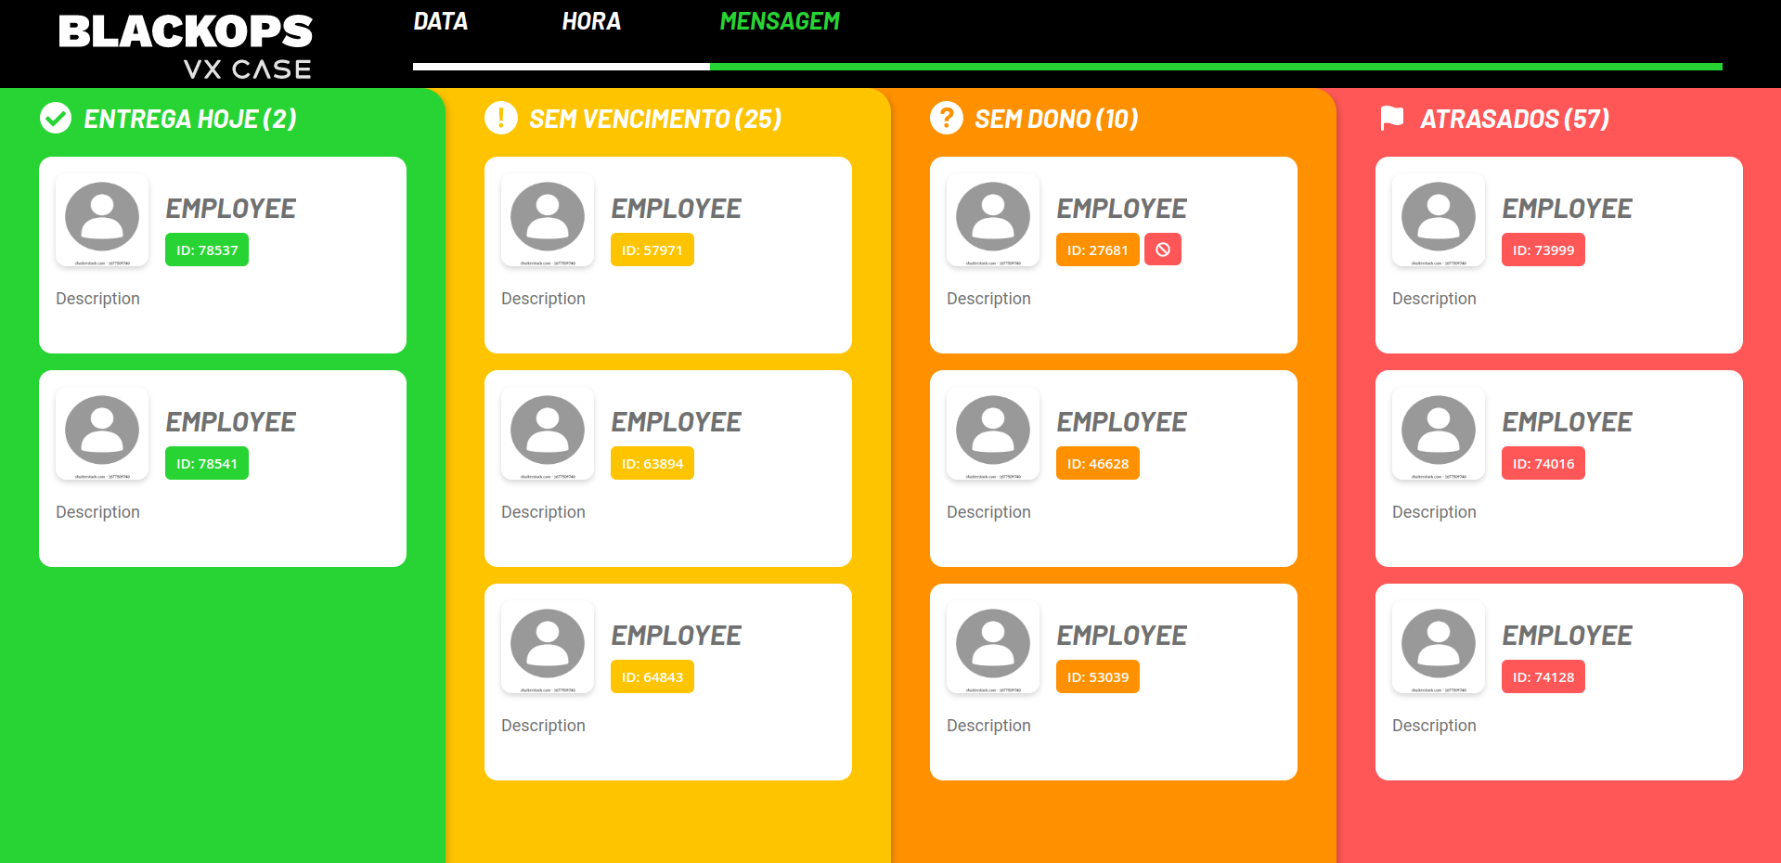 BLACKOPS
VX CASE
DATA
HORA
MENSAGEM
ENTREGA HOJE (2)
EMPLOYEE
ID: 78537
Description
EMPLOYEE
ID: 78541
Description
SEM VENCIMENTO (25)
EMPLOYEE
ID: 57971
Description
EMPLOYEE
ID: 63894
Description
EMPLOYEE
ID: 64843
Description
SEM DONO (10)
EMPLOYEE
ID: 27681
Description
EMPLOYEE
ID: 46628
Description
EMPLOYEE
ID: 53039
Description
ATRASADOS (57)
EMPLOYEE
ID: 73999
Description
EMPLOYEE
ID: 74016
Description
EMPLOYEE
ID: 74128
Description